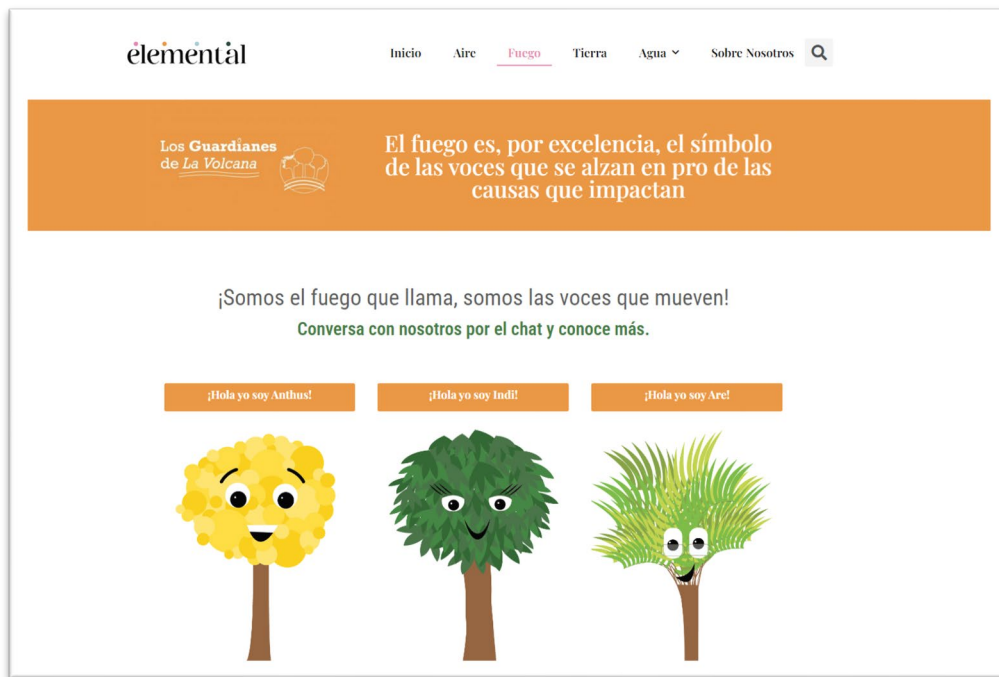 elemental
Inicio Aire Fuego Tierra Agua Sobre Nosotros
Los Guardianes
de La Volcana
El fuego es, por excelencia, el símbolo
de las voces que se alzan en pro de las
causas que impactan
¡Somos el fuego que llama, somos las voces que mueven!
Conversa con nosotros por el chat y conoce más.
¡Hola yo soy Anthus!
¡Hola yo soy Indi!
¡Hola yo soy Are!